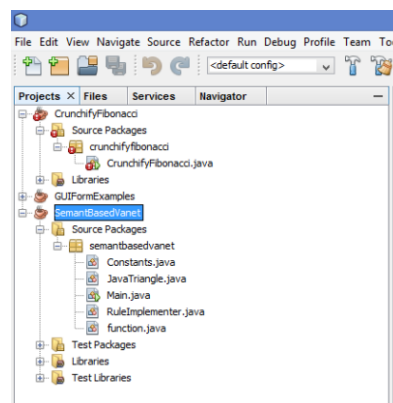 File Edit View Navigate Source Refactor Run Debug Profile Team To
<default config>
Projects × Files Services Navigator
CrunchifyFibonacci
Source Packages
crunchifyfibonacci
CrunchifyFibonacci.java
Libraries
GUIFormExamples
SemantBasedVanet
Source Packages
semantbasedvanet
Constants.java
JavaTriangle.java
Main.java
RuleImplementer.java
function.java
Test Packages
Libraries
Test Libraries